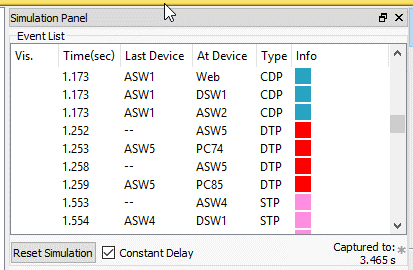 Simulation Panel
Event List
Vis. Time(sec) Last Device At Device Type Info
1.173 ASW1 Web CDP
1.173 ASW1 DSW1 CDP
1.173 ASW1 ASW2 CDP
1.252 -- ASW5 DTP
1.253 ASW5 PC74 DTP
1.258 -- ASW5 DTP
1.259 ASW5 PC85 DTP
1.553 -- ASW4 STP
1.554 ASW4 DSW1 STP
Reset Simulation Constant Delay Captured to: *
3.465 s